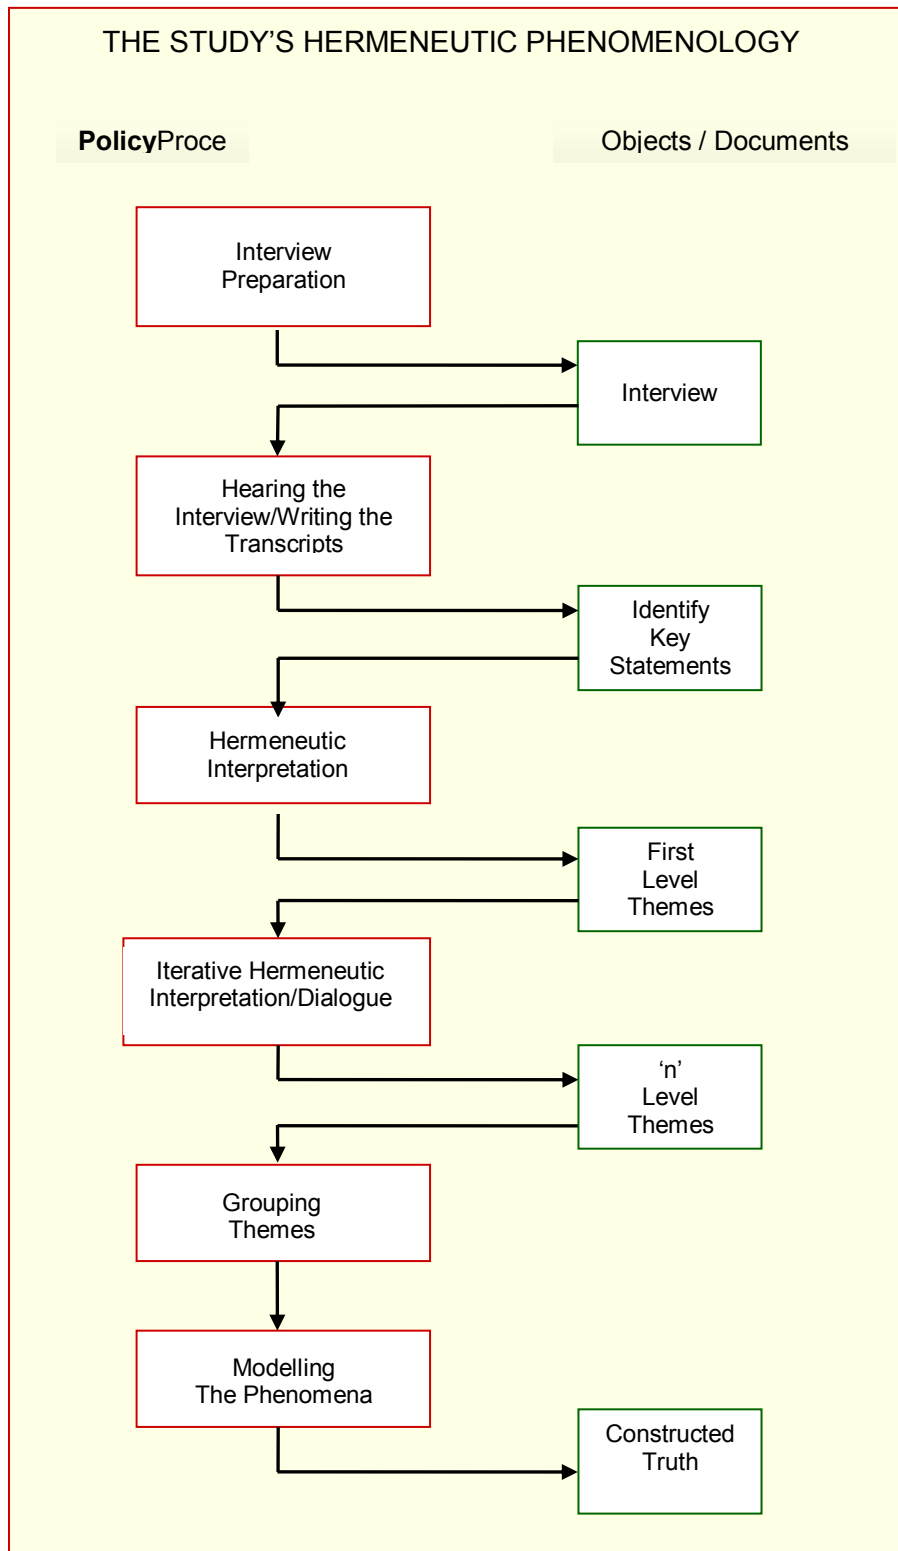 THE STUDY’S HERMENEUTIC PHENOMENOLOGY
PolicyProce
Objects / Documents
Interview
Preparation
Interview
Hearing the
Interview/Writing the
Transcripts
Identify
Key
Statements
Hermeneutic
Interpretation
First
Level
Themes
Iterative Hermeneutic
Interpretation/Dialogue
‘n’
Level
Themes
Grouping
Themes
Modelling
The Phenomena
Constructed
Truth